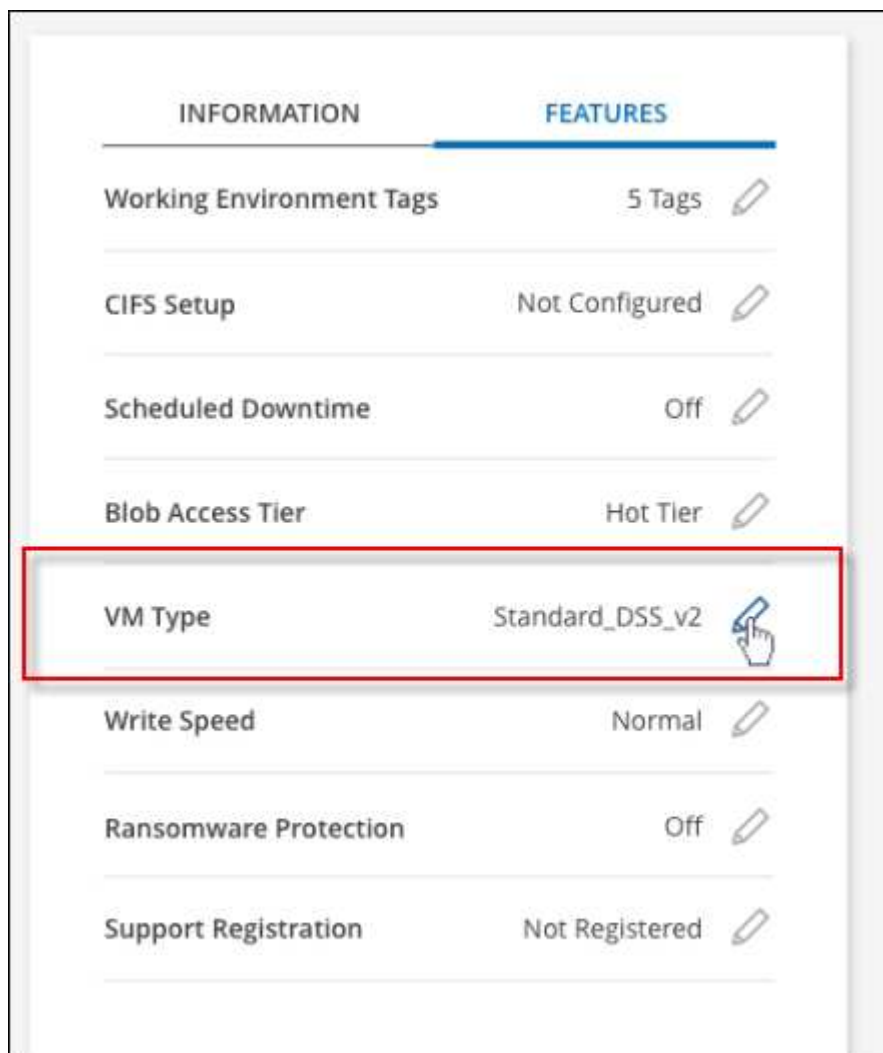 INFORMATION FEATURES
Working Environment Tags 5 Tags
CIFS Setup Not Configured
Scheduled Downtime Off
Blob Access Tier Hot Tier
VM Type Standard_DSS_v2
Write Speed Normal
Ransomware Protection Off
Support Registration Not Registered